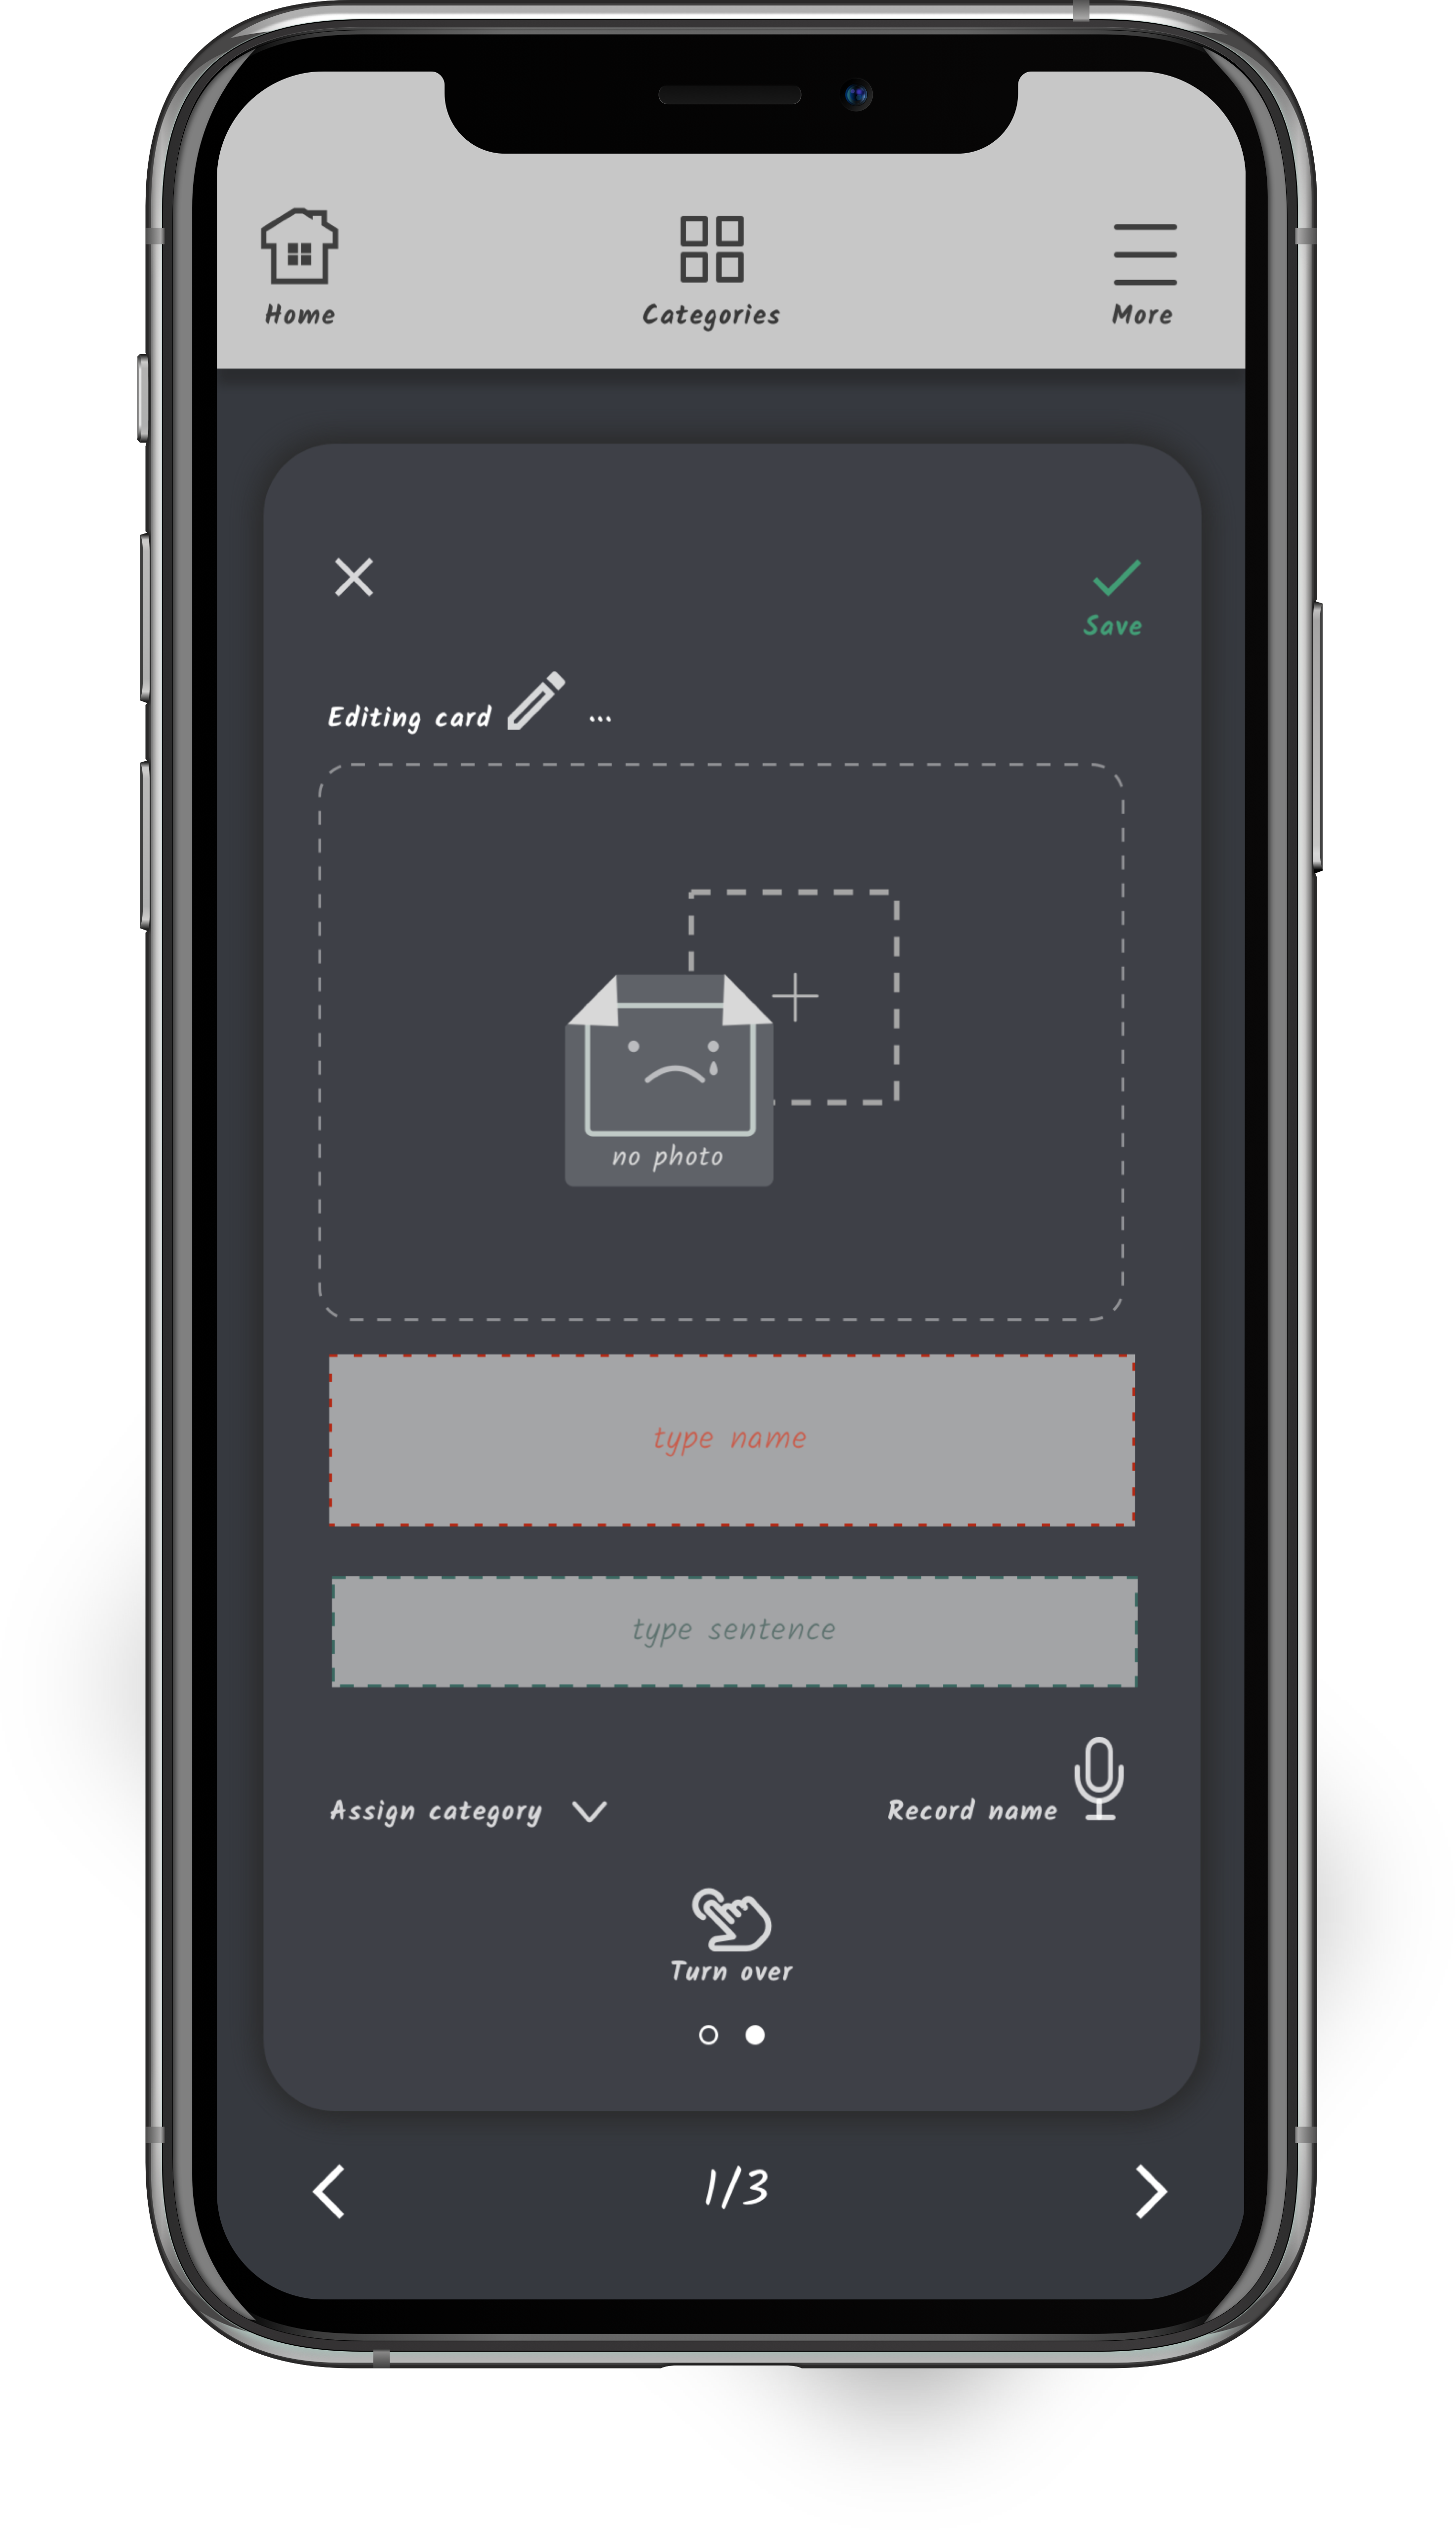 Home
Categories
More
Save
Editing card ...
no photo
type name
type sentence
Assign category
Record name
Turn over
1/3